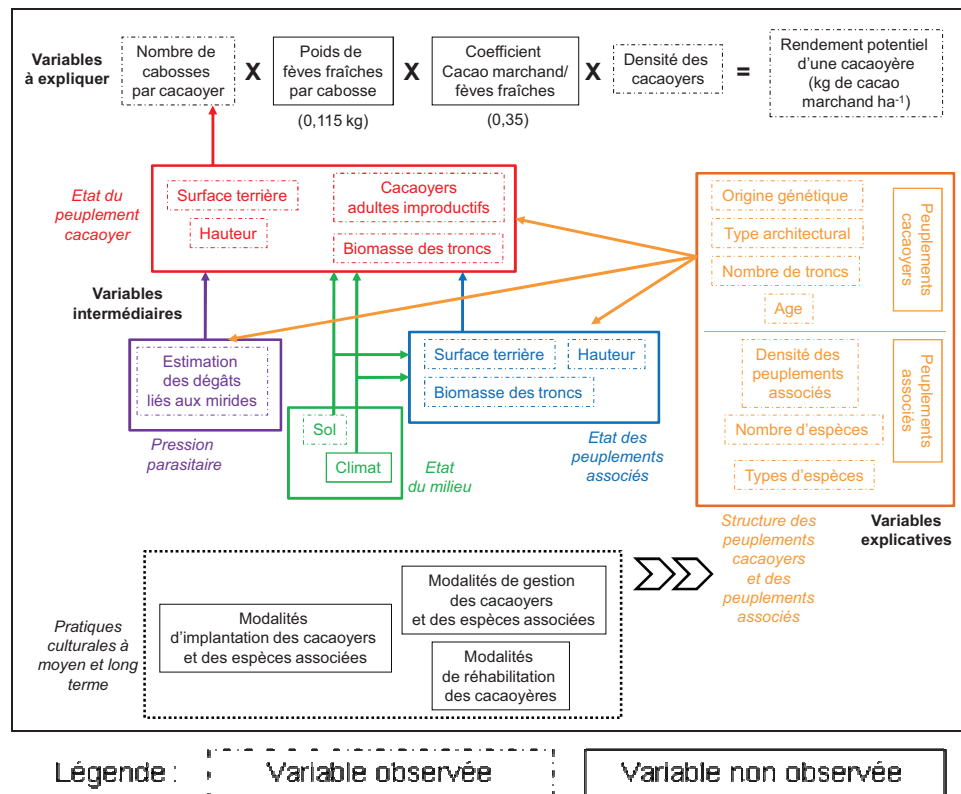 Variables
à expliquer
Nombre de
cabosses
par cacaoyer
X
Poids de
fèves fraîches
par cabosse
(0,115 kg)
X
Coefficient
Cacao marchand/
fèves fraîches
(0,35)
X
Densité des
cacaoyers
=
Rendement potentiel
d'une cacaoyère
(kg de cacao
marchand ha-1)
Etat du
peuplement
cacaoyer
Surface terrière
Hauteur
Cacaoyers
adultes improductifs
Biomasse des troncs
Origine génétique
Type architectural
Nombre de troncs
Age
Peuplements
cacaoyers
Variables
intermédiaires
Estimation
des dégâts
liés aux mirides
Pression
parasitaire
Sol
Climat
Etat
du milieu
Surface terrière
Hauteur
Biomasse des troncs
Etat des
peuplements
associés
Densité des
peuplements
associés
Nombre d'espèces
Types d'espèces
Peuplements
associés
Structure des
peuplements
cacaoyers
et des
peuplements
associés
Variables
explicatives
Pratiques
culturales à
moyen et long
terme
Modalités
d'implantation des cacaoyers
et des espèces associées
Modalités de gestion
des cacaoyers
et des espèces associées
Modalités
de réhabilitation
des cacaoyères
Légende :
Variable observée
Variable non observée